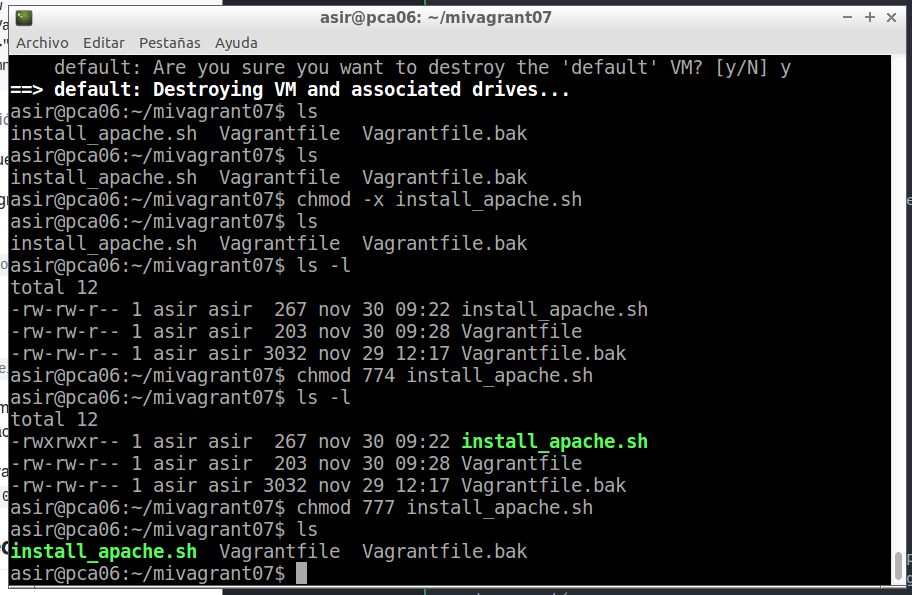 asir@pca06: ~/mivagrant07
Archivo Editar Pestañas Ayuda
default: Are you sure you want to destroy the 'default' VM? [y/N] y
==> default: Destroying VM and associated drives...
asir@pca06:~/mivagrant07$ ls
install_apache.sh  Vagrantfile  Vagrantfile.bak
asir@pca06:~/mivagrant07$ ls
install_apache.sh  Vagrantfile  Vagrantfile.bak
asir@pca06:~/mivagrant07$ chmod -x install_apache.sh
asir@pca06:~/mivagrant07$ ls
install_apache.sh  Vagrantfile  Vagrantfile.bak
asir@pca06:~/mivagrant07$ ls -l
total 12
-rw-rw-r-- 1 asir asir  267 nov 30 09:22 install_apache.sh
-rw-rw-r-- 1 asir asir  203 nov 30 09:28 Vagrantfile
-rw-rw-r-- 1 asir asir 3032 nov 29 12:17 Vagrantfile.bak
asir@pca06:~/mivagrant07$ chmod 774 install_apache.sh
asir@pca06:~/mivagrant07$ ls -l
total 12
-rwxrwxr-- 1 asir asir  267 nov 30 09:22 install_apache.sh
-rw-rw-r-- 1 asir asir  203 nov 30 09:28 Vagrantfile
-rw-rw-r-- 1 asir asir 3032 nov 29 12:17 Vagrantfile.bak
asir@pca06:~/mivagrant07$ chmod 777 install_apache.sh
asir@pca06:~/mivagrant07$ ls
install_apache.sh  Vagrantfile  Vagrantfile.bak
asir@pca06:~/mivagrant07$